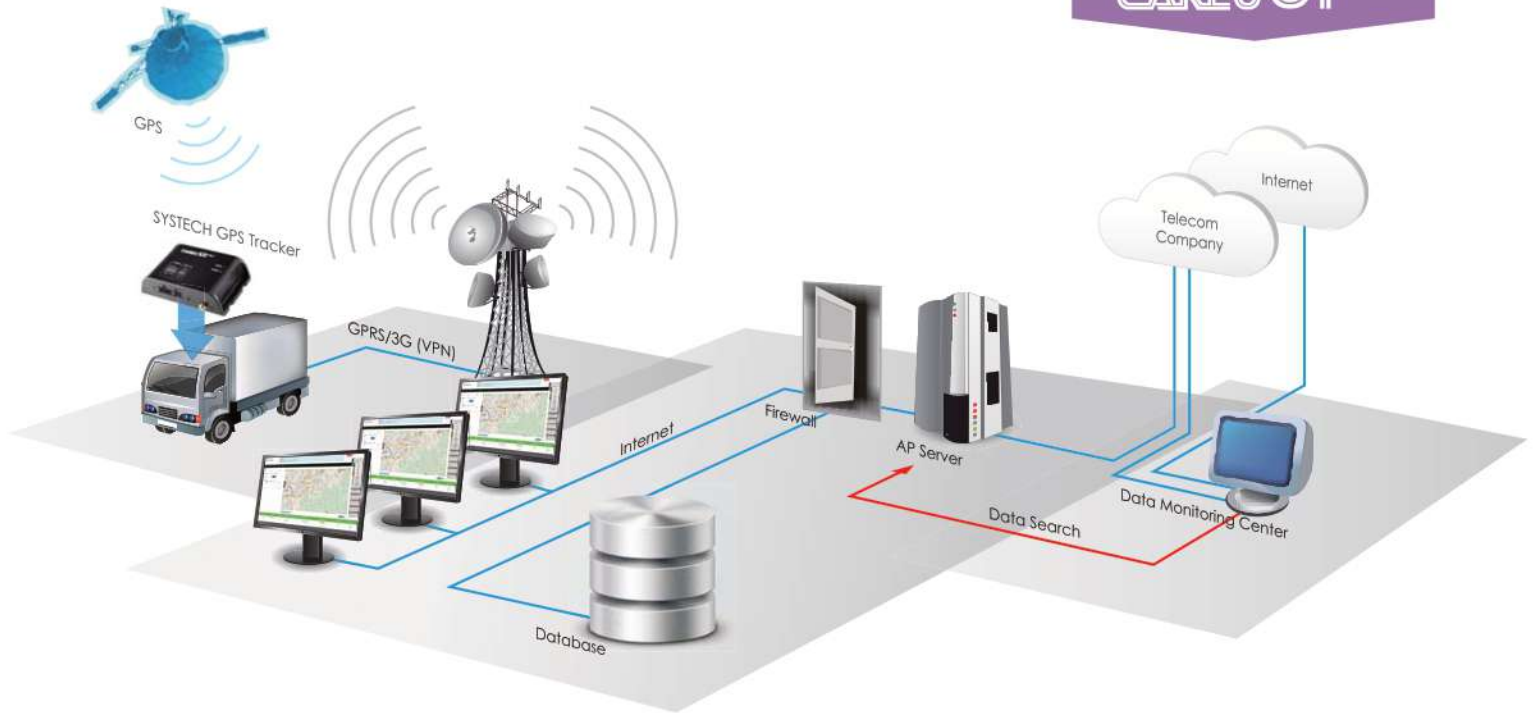 GPS
SYSTECH GPS Tracker
GPRS/3G (VPN)
Internet
Firewall
AP Server
Telecom
Company
Internet
Data Monitoring Center
Data Search
Database